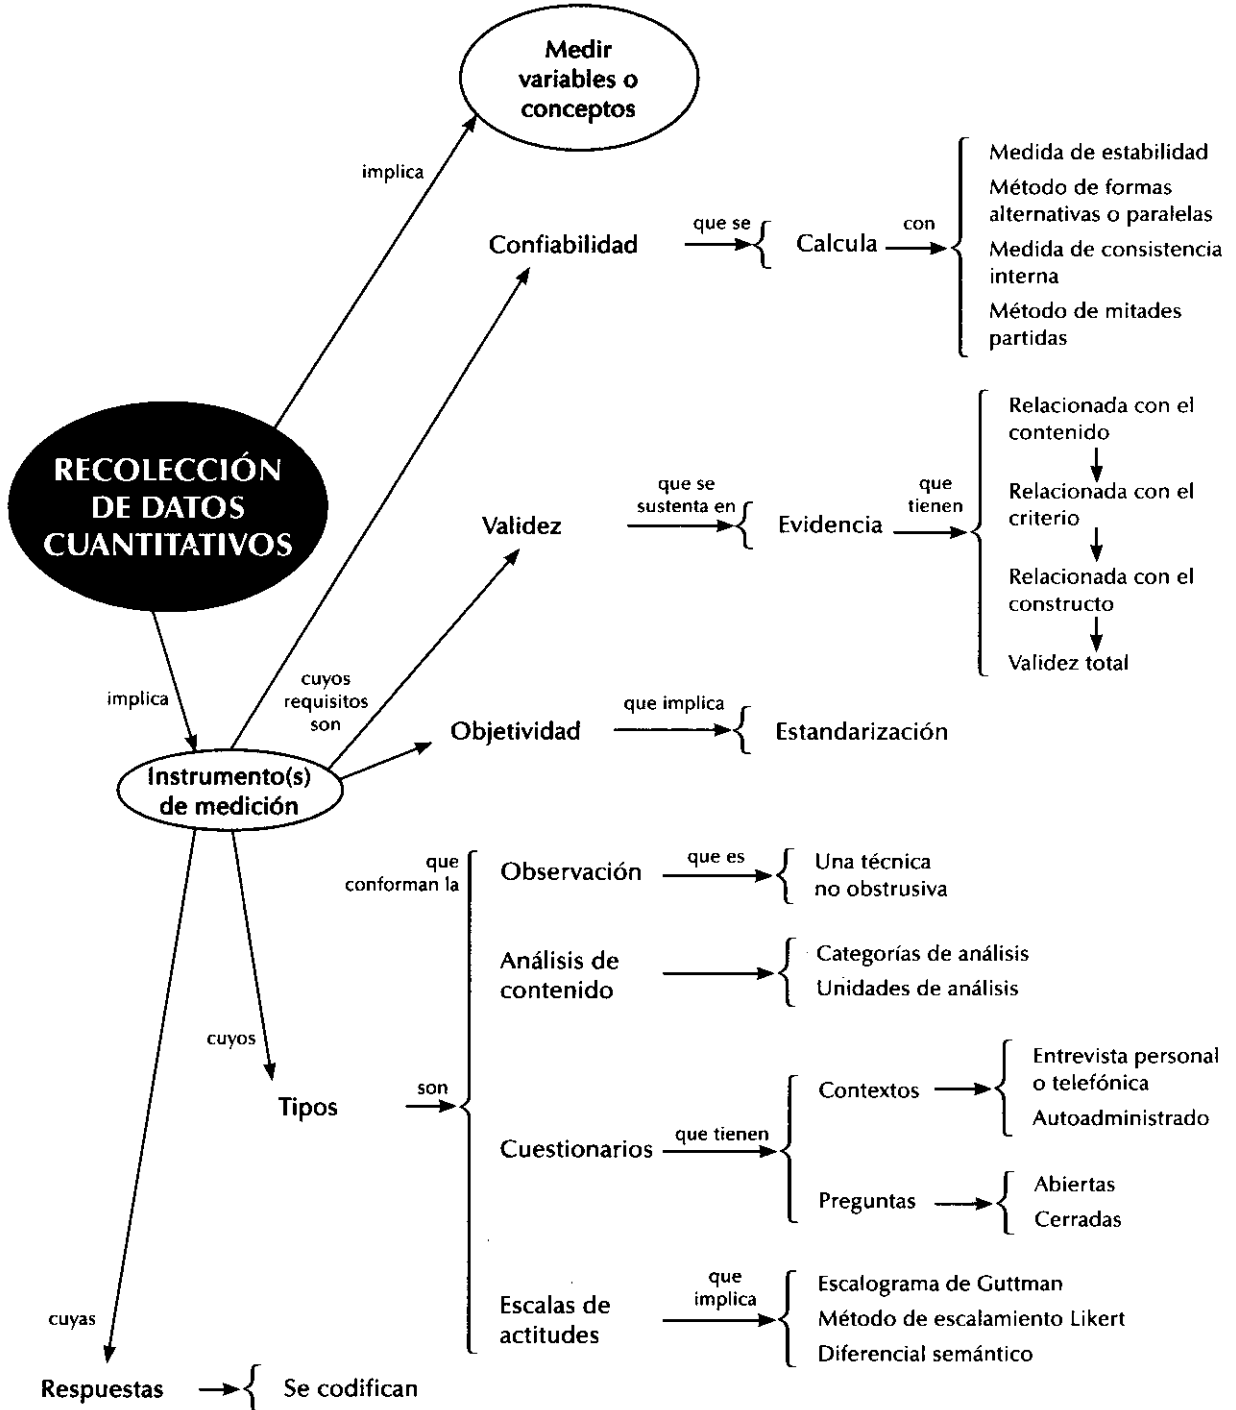 Medir
variables o
conceptos
implica
Confiabilidad
que se
Calcula
con
Medida de estabilidad
Método de formas
alternativas o paralelas
Medida de consistencia
interna
Método de mitades
partidas
RECOLECCIÓN
DE DATOS
CUANTITATIVOS
Validez
que se
sustenta en
Evidencia
que
tienen
Relacionada con el
contenido
Relacionada con el
criterio
Relacionada con el
constructo
Validez total
implica
cuyos
requisitos
son
Objetividad
que implica
Estandarización
Instrumento(s)
de medición
que
conforman la
Observación
que es
Una técnica
no obstrusiva
Análisis de
contenido
Categorías de análisis
Unidades de análisis
cuyos
Tipos
son
Cuestionarios
que tienen
Contextos
Entrevista personal
o telefónica
Autoadministrado
Preguntas
Abiertas
Cerradas
Escalas de
actitudes
que
implica
Escalograma de Guttman
Método de escalamiento Likert
Diferencial semántico
cuyas
Respuestas
Se codifican